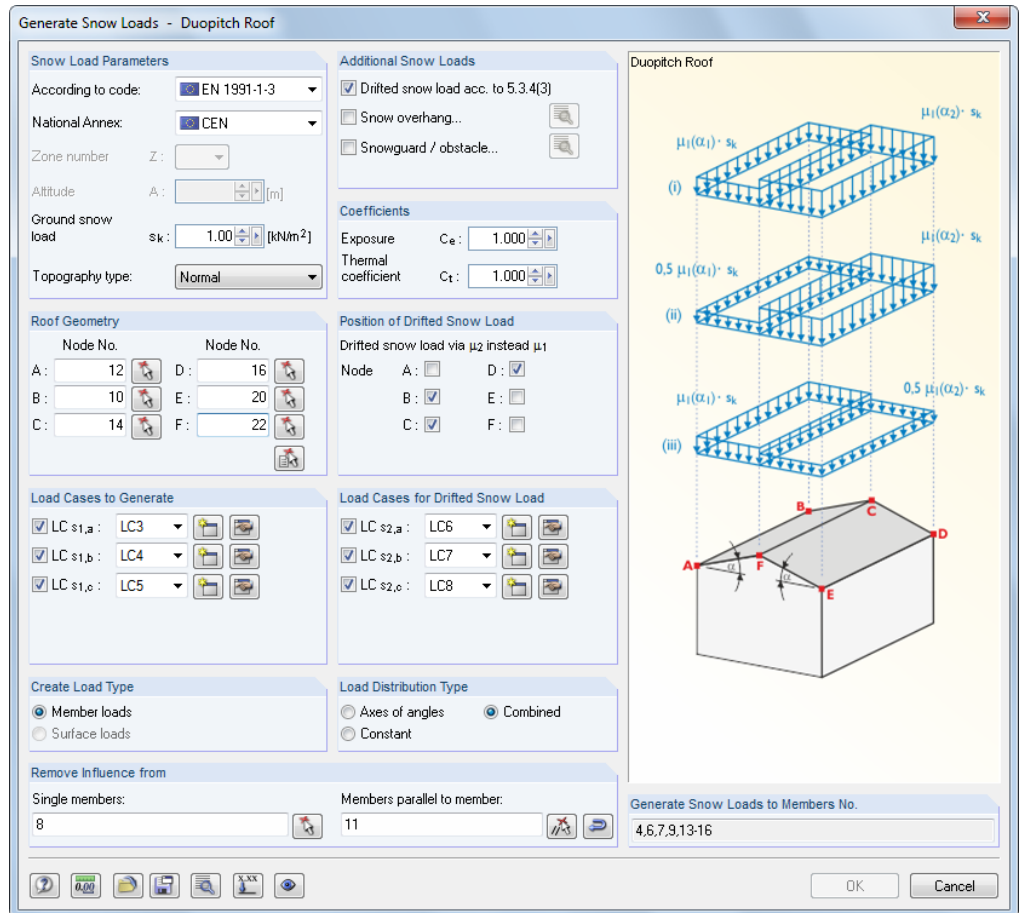 Generate Snow Loads - Duopitch Roof
Snow Load Parameters
According to code: EN 1991-1-3
National Annex: CEN
Zone number Z :
Altitude A : [m]
Ground snow
load sk : 1.00 [kN/m²]
Topography type: Normal
Additional Snow Loads
Drifted snow load acc. to 5.3.4(3)
Snow overhang...
Snowguard / obstacle...
Coefficients
Exposure Ce : 1.000
Thermal
coefficient Ct : 1.000
Roof Geometry
Node No. Node No.
A : 12 D : 16
B : 10 E : 20
C : 14 F : 22
Position of Drifted Snow Load
Drifted snow load via μ2 instead μ1
Node A : D :
B : E :
C : F :
Load Cases to Generate
LC s1,a : LC3
LC s1,b : LC4
LC s1,c : LC5
Load Cases for Drifted Snow Load
LC s2,a : LC6
LC s2,b : LC7
LC s2,c : LC8
Create Load Type
Member loads
Surface loads
Load Distribution Type
Axes of angles Combined
Constant
Remove Influence from
Single members:
8
Members parallel to member:
11
Duopitch Roof
μ1(α2)· sk
μ1(α1)· sk
(i)
μ1(α2)· sk
0,5 μ1(α1)· sk
(ii)
0,5 μ1(α2)· sk
μ1(α1)· sk
(iii)
B
C
D
A
α
F
α
E
Generate Snow Loads to Members No.
4,6,7,9,13-16
0.00
X.XX
OK Cancel